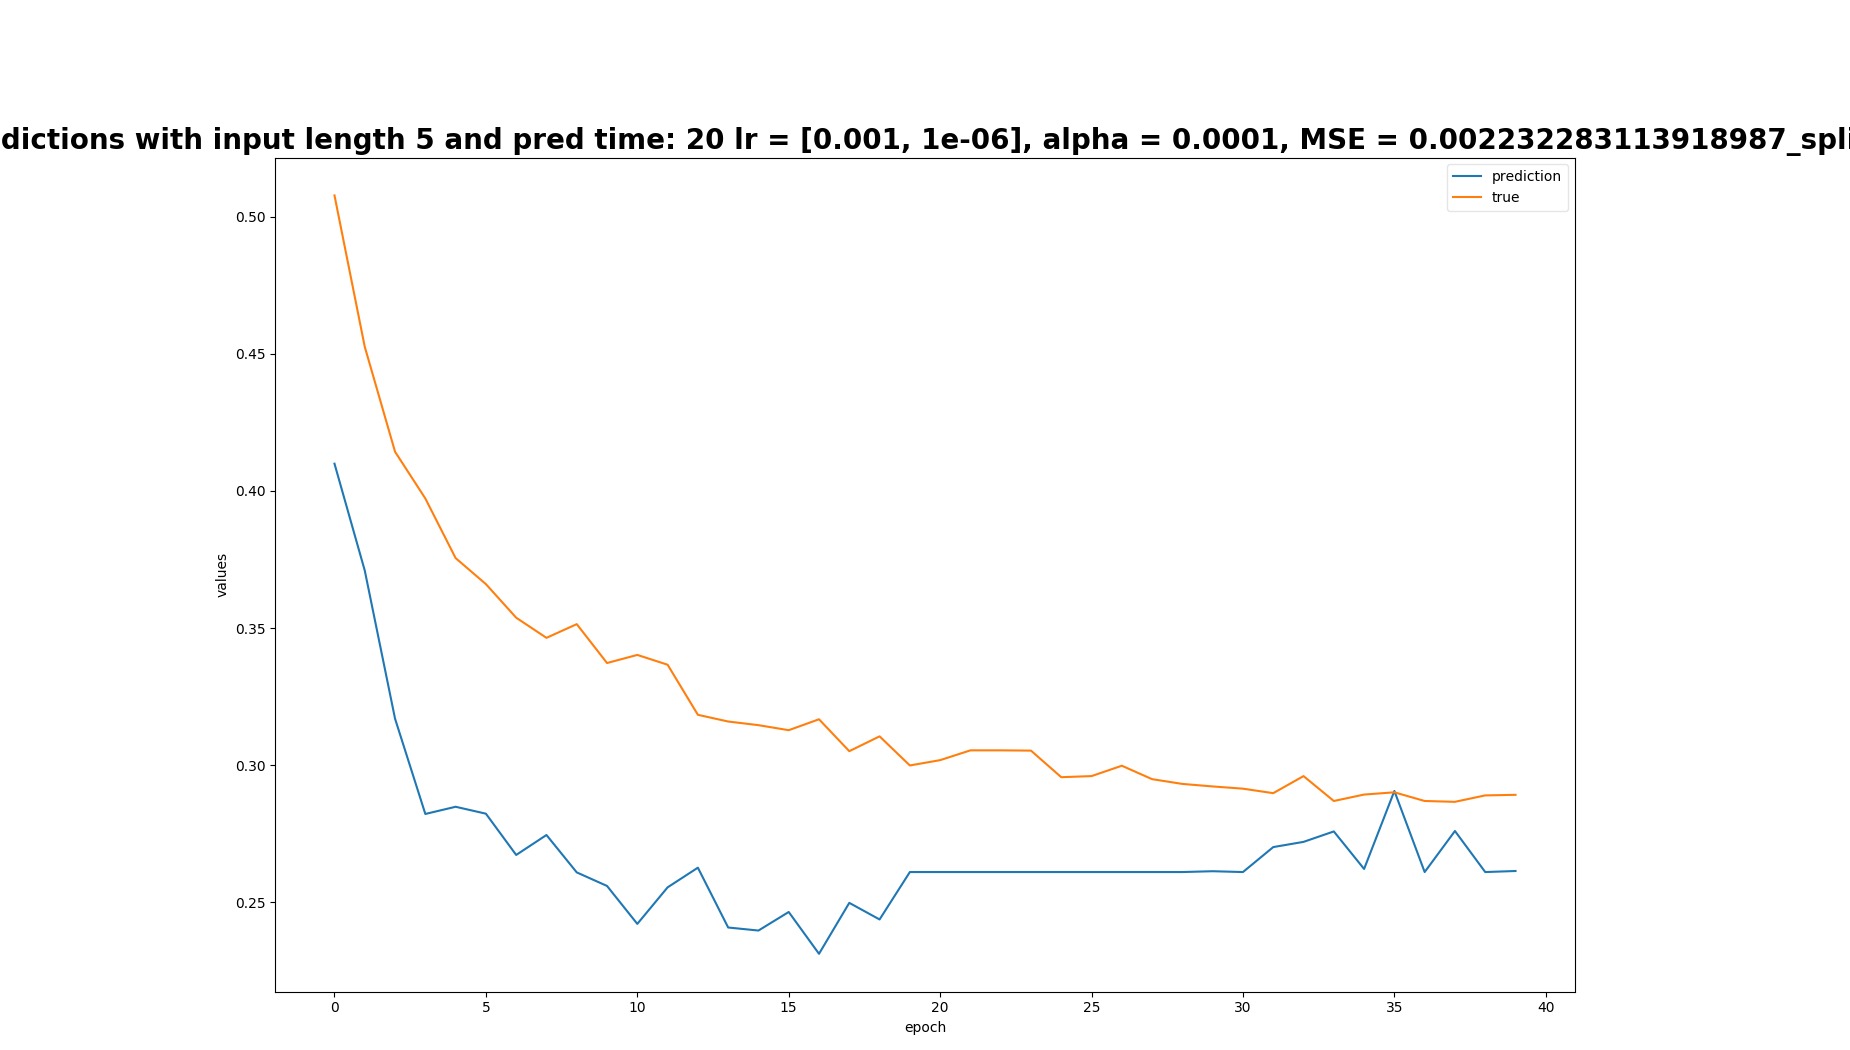 dictions with input length 5 and pred time: 20 lr = [0.001, 1e-06], alpha = 0.0001, MSE = 0.002232283113918987_spli
prediction
true
0.50
0.45
0.40
0.35
0.30
0.25
values
0 5 10 15 20 25 30 35 40
epoch